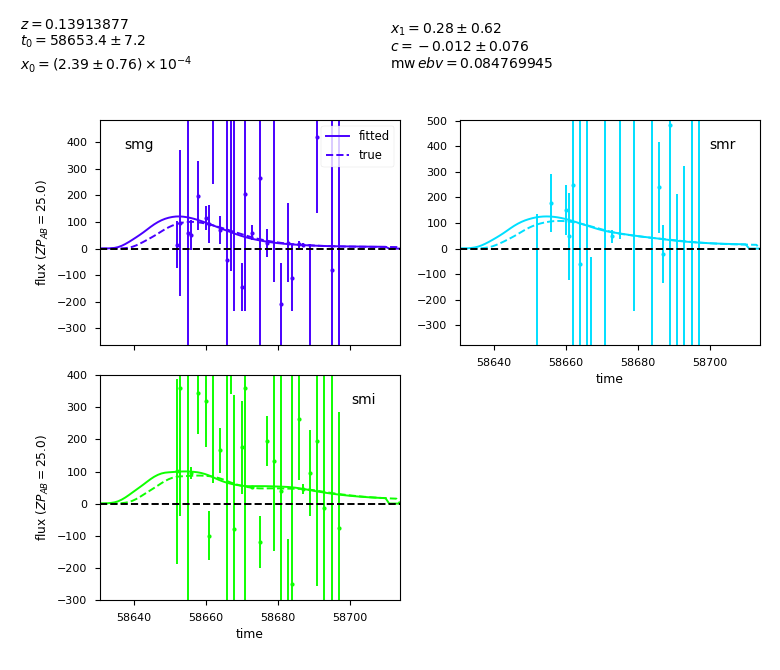 z = 0.13913877
t₀ = 58653.4 ± 7.2
x₀ = (2.39 ± 0.76) × 10⁻⁴
x₁ = 0.28 ± 0.62
c = −0.012 ± 0.076
mw ebv = 0.084769945
smg
fitted
true
flux (ZP_AB = 25.0)
400
300
200
100
0
−100
−200
−300
smr
500
400
300
200
100
0
−100
−200
−300
58640 58660 58680 58700
time
smi
flux (ZP_AB = 25.0)
400
300
200
100
0
−100
−200
−300
58640 58660 58680 58700
time